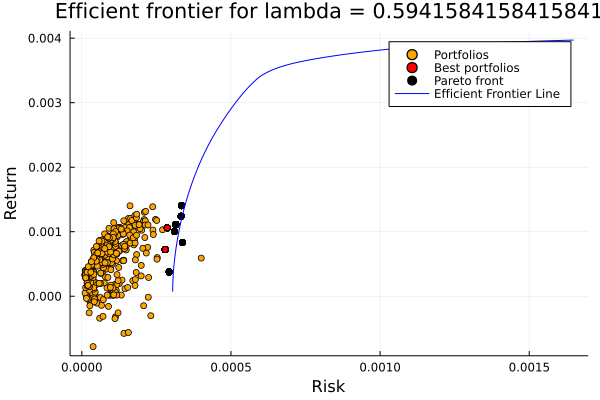 Efficient frontier for lambda = 0.5941584158415841
0.004
0.003
0.002
0.001
0.000
Return
Portfolios
Best portfolios
Pareto front
Efficient Frontier Line
0.0000
0.0005
0.0010
0.0015
Risk